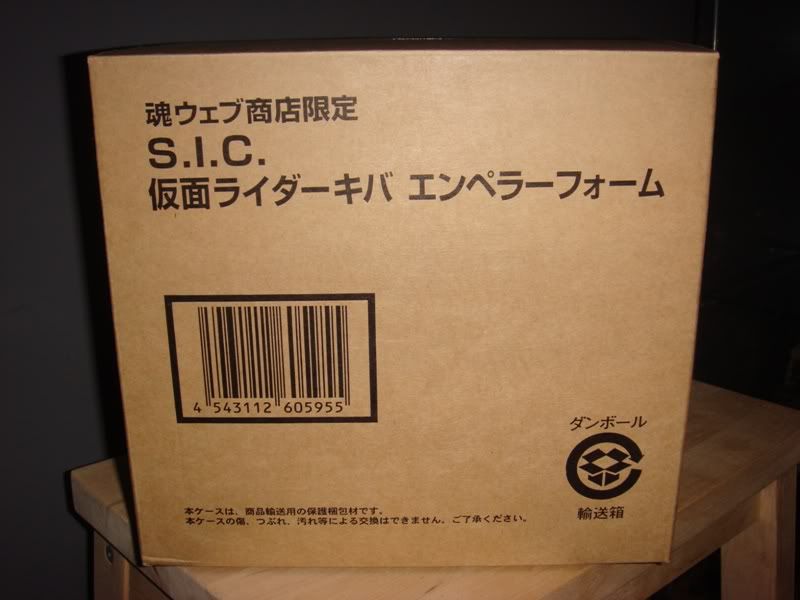 魂ウェブ商店限定
S.I.C.
仮面ライダーキバ エンペラーフォーム
4 543112 605955
ダンボール
輸送箱
本ケースは、商品輸送用の保護梱包材です。
本ケースの傷、つぶれ、汚れ等による交換はできません。ご了承ください。